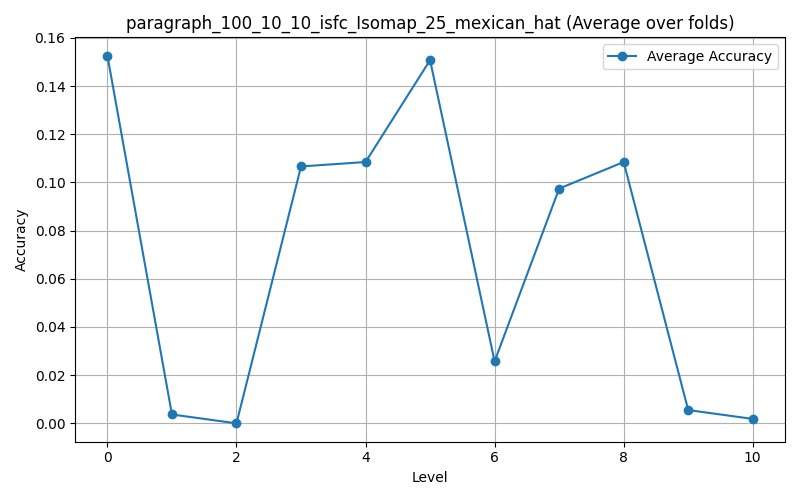 paragraph_100_10_10_isfc_Isomap_25_mexican_hat (Average over folds)
Average Accuracy
Accuracy
0.16
0.14
0.12
0.10
0.08
0.06
0.04
0.02
0.00
0 2 4 6 8 10
Level